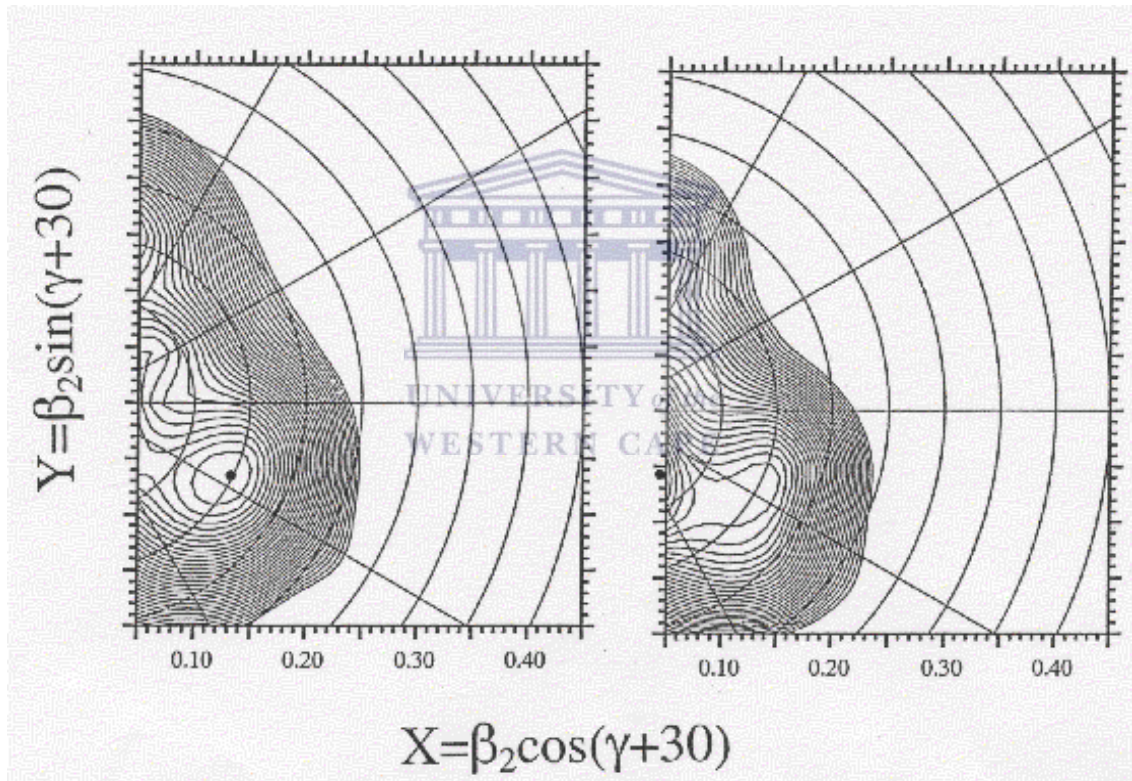 Y=β₂sin(γ+30)
UNIVERSITY of the
WESTERN CAPE
0.10 0.20 0.30 0.40
0.10 0.20 0.30 0.40
X=β₂cos(γ+30)